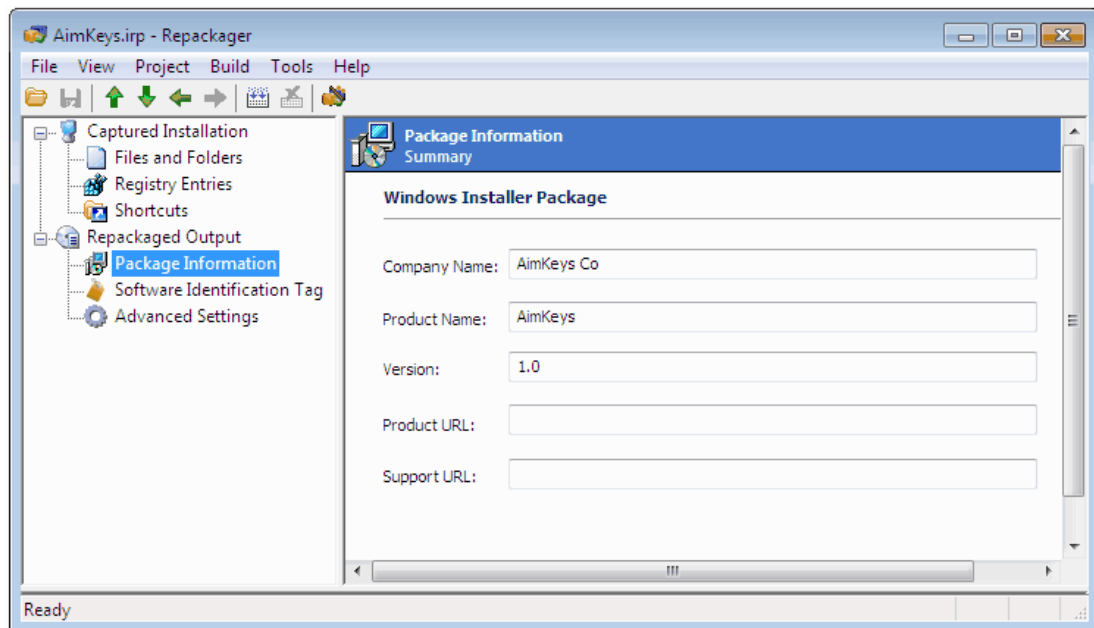 AimKeys.irp - Repackager
File View Project Build Tools Help
Captured Installation
Files and Folders
Registry Entries
Shortcuts
Repackaged Output
Package Information
Software Identification Tag
Advanced Settings
Package Information
Summary
Windows Installer Package
Company Name: AimKeys Co
Product Name: AimKeys
Version: 1.0
Product URL:
Support URL:
Ready